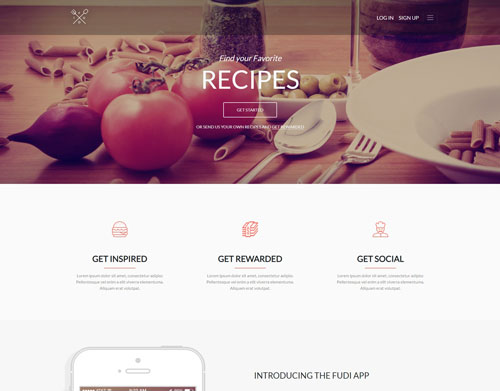 LOG IN SIGN UP
Find your Favorite
RECIPES
GET STARTED
OR SEND US YOUR OWN RECIPES AND GET REWARDED
GET INSPIRED
GET REWARDED
GET SOCIAL
Lorem ipsum dolor sit amet, consectetur adipisc
Pellentesque vel enim a elit viverra elementuma.
Aliquam erat volutpat.
Lorem ipsum dolor sit amet, consectetur adipisc
Pellentesque vel enim a elit viverra elementuma.
Aliquam erat volutpat.
Lorem ipsum dolor sit amet, consectetur adipisc
Pellentesque vel enim a elit viverra elementuma.
Aliquam erat volutpat.
INTRODUCING THE FUDI APP